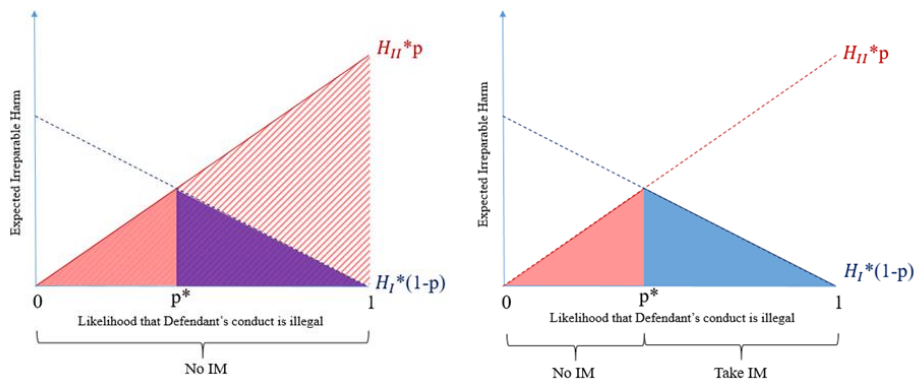 Expected Irreparable Harm
H_II*p
H_I*(1-p)
0
p*
1
Likelihood that Defendant's conduct is illegal
No IM
Expected Irreparable Harm
H_II*p
H_I*(1-p)
0
p*
1
Likelihood that Defendant's conduct is illegal
No IM
Take IM